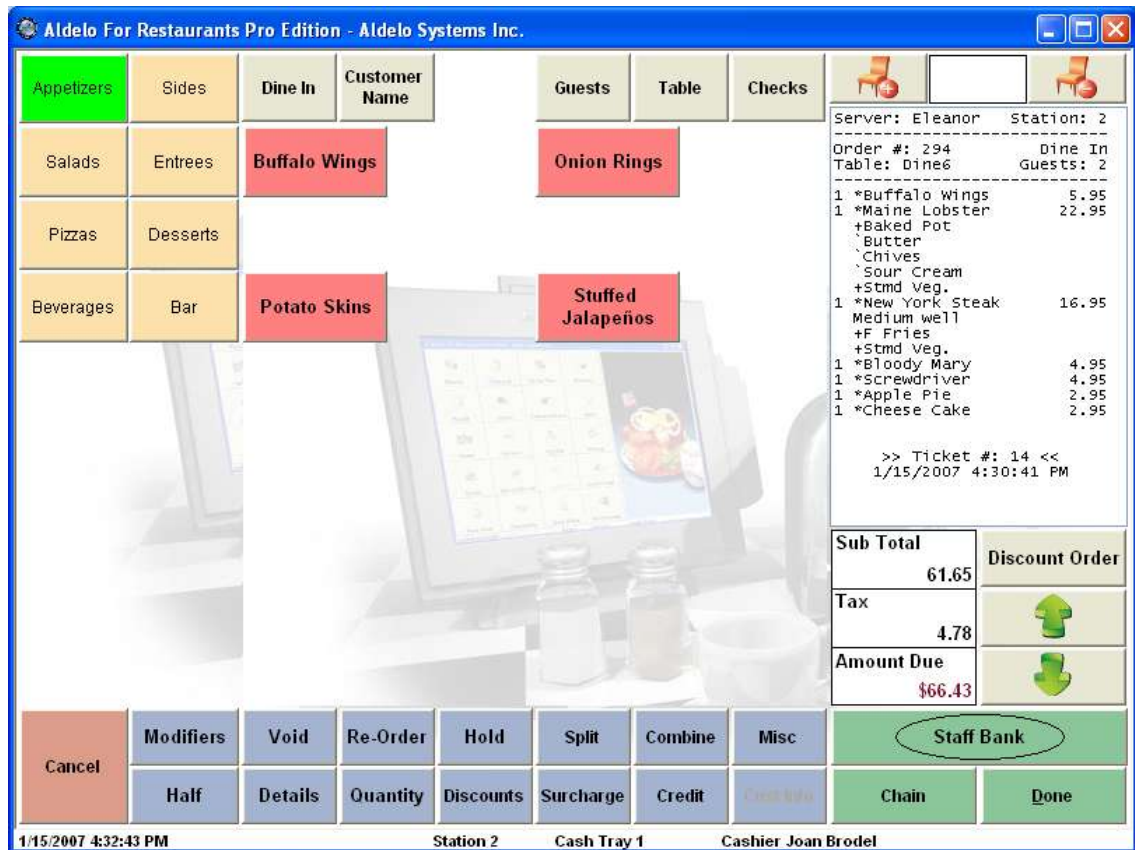 Aldelo For Restaurants Pro Edition - Aldelo Systems Inc.
Appetizers
Sides
Dine In
Customer
Name
Guests
Table
Checks
Salads
Entrees
Buffalo Wings
Onion Rings
Pizzas
Desserts
Beverages
Bar
Potato Skins
Stuffed
Jalapeños
Server: Eleanor Station: 2
Order #: 294 Dine In
Table: Dine6 Guests: 2
1 *Buffalo Wings 5.95
1 *Maine Lobster 22.95
+Baked Pot
`Butter
`Chives
`Sour Cream
+Stmd Veg.
1 *New York Steak 16.95
Medium well
+F Fries
+Stmd Veg.
1 *Bloody Mary 4.95
1 *Screwdriver 4.95
1 *Apple Pie 2.95
1 *Cheese Cake 2.95
>> Ticket #: 14 <<
1/15/2007 4:30:41 PM
Sub Total
61.65
Discount Order
Tax
4.78
Amount Due
$66.43
Cancel
Modifiers
Void
Re-Order
Hold
Split
Combine
Misc
Staff Bank
Half
Details
Quantity
Discounts
Surcharge
Credit
Cust Info
Chain
Done
1/15/2007 4:32:43 PM
Station 2
Cash Tray 1
Cashier Joan Brodel